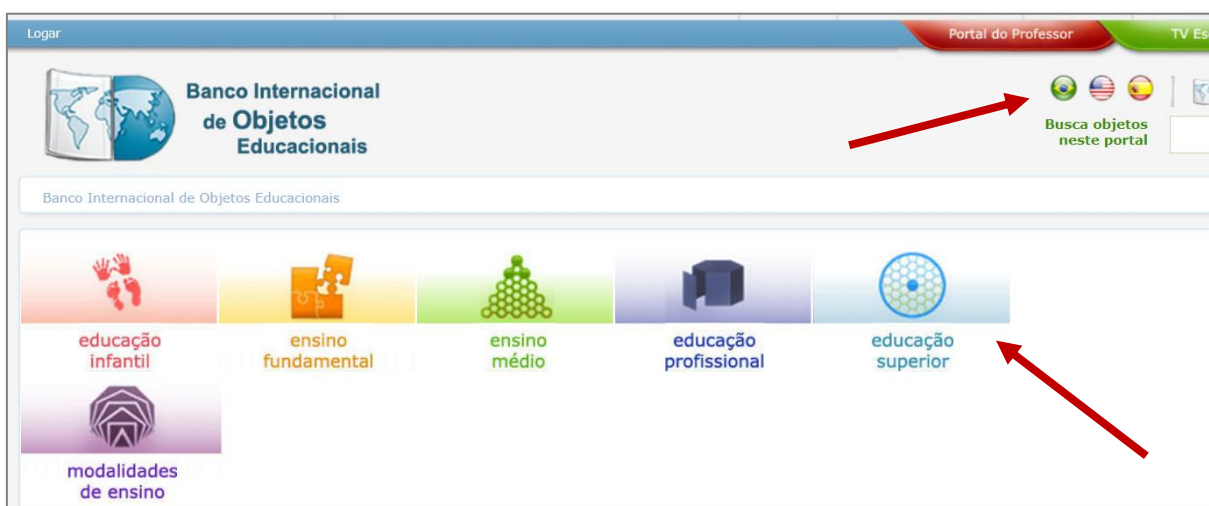 Logar
Portal do Professor
TV Es
Banco Internacional
de Objetos
Educacionais
Busca objetos
neste portal
Banco Internacional de Objetos Educacionais
educação
infantil
ensino
fundamental
ensino
médio
educação
profissional
educação
superior
modalidades
de ensino